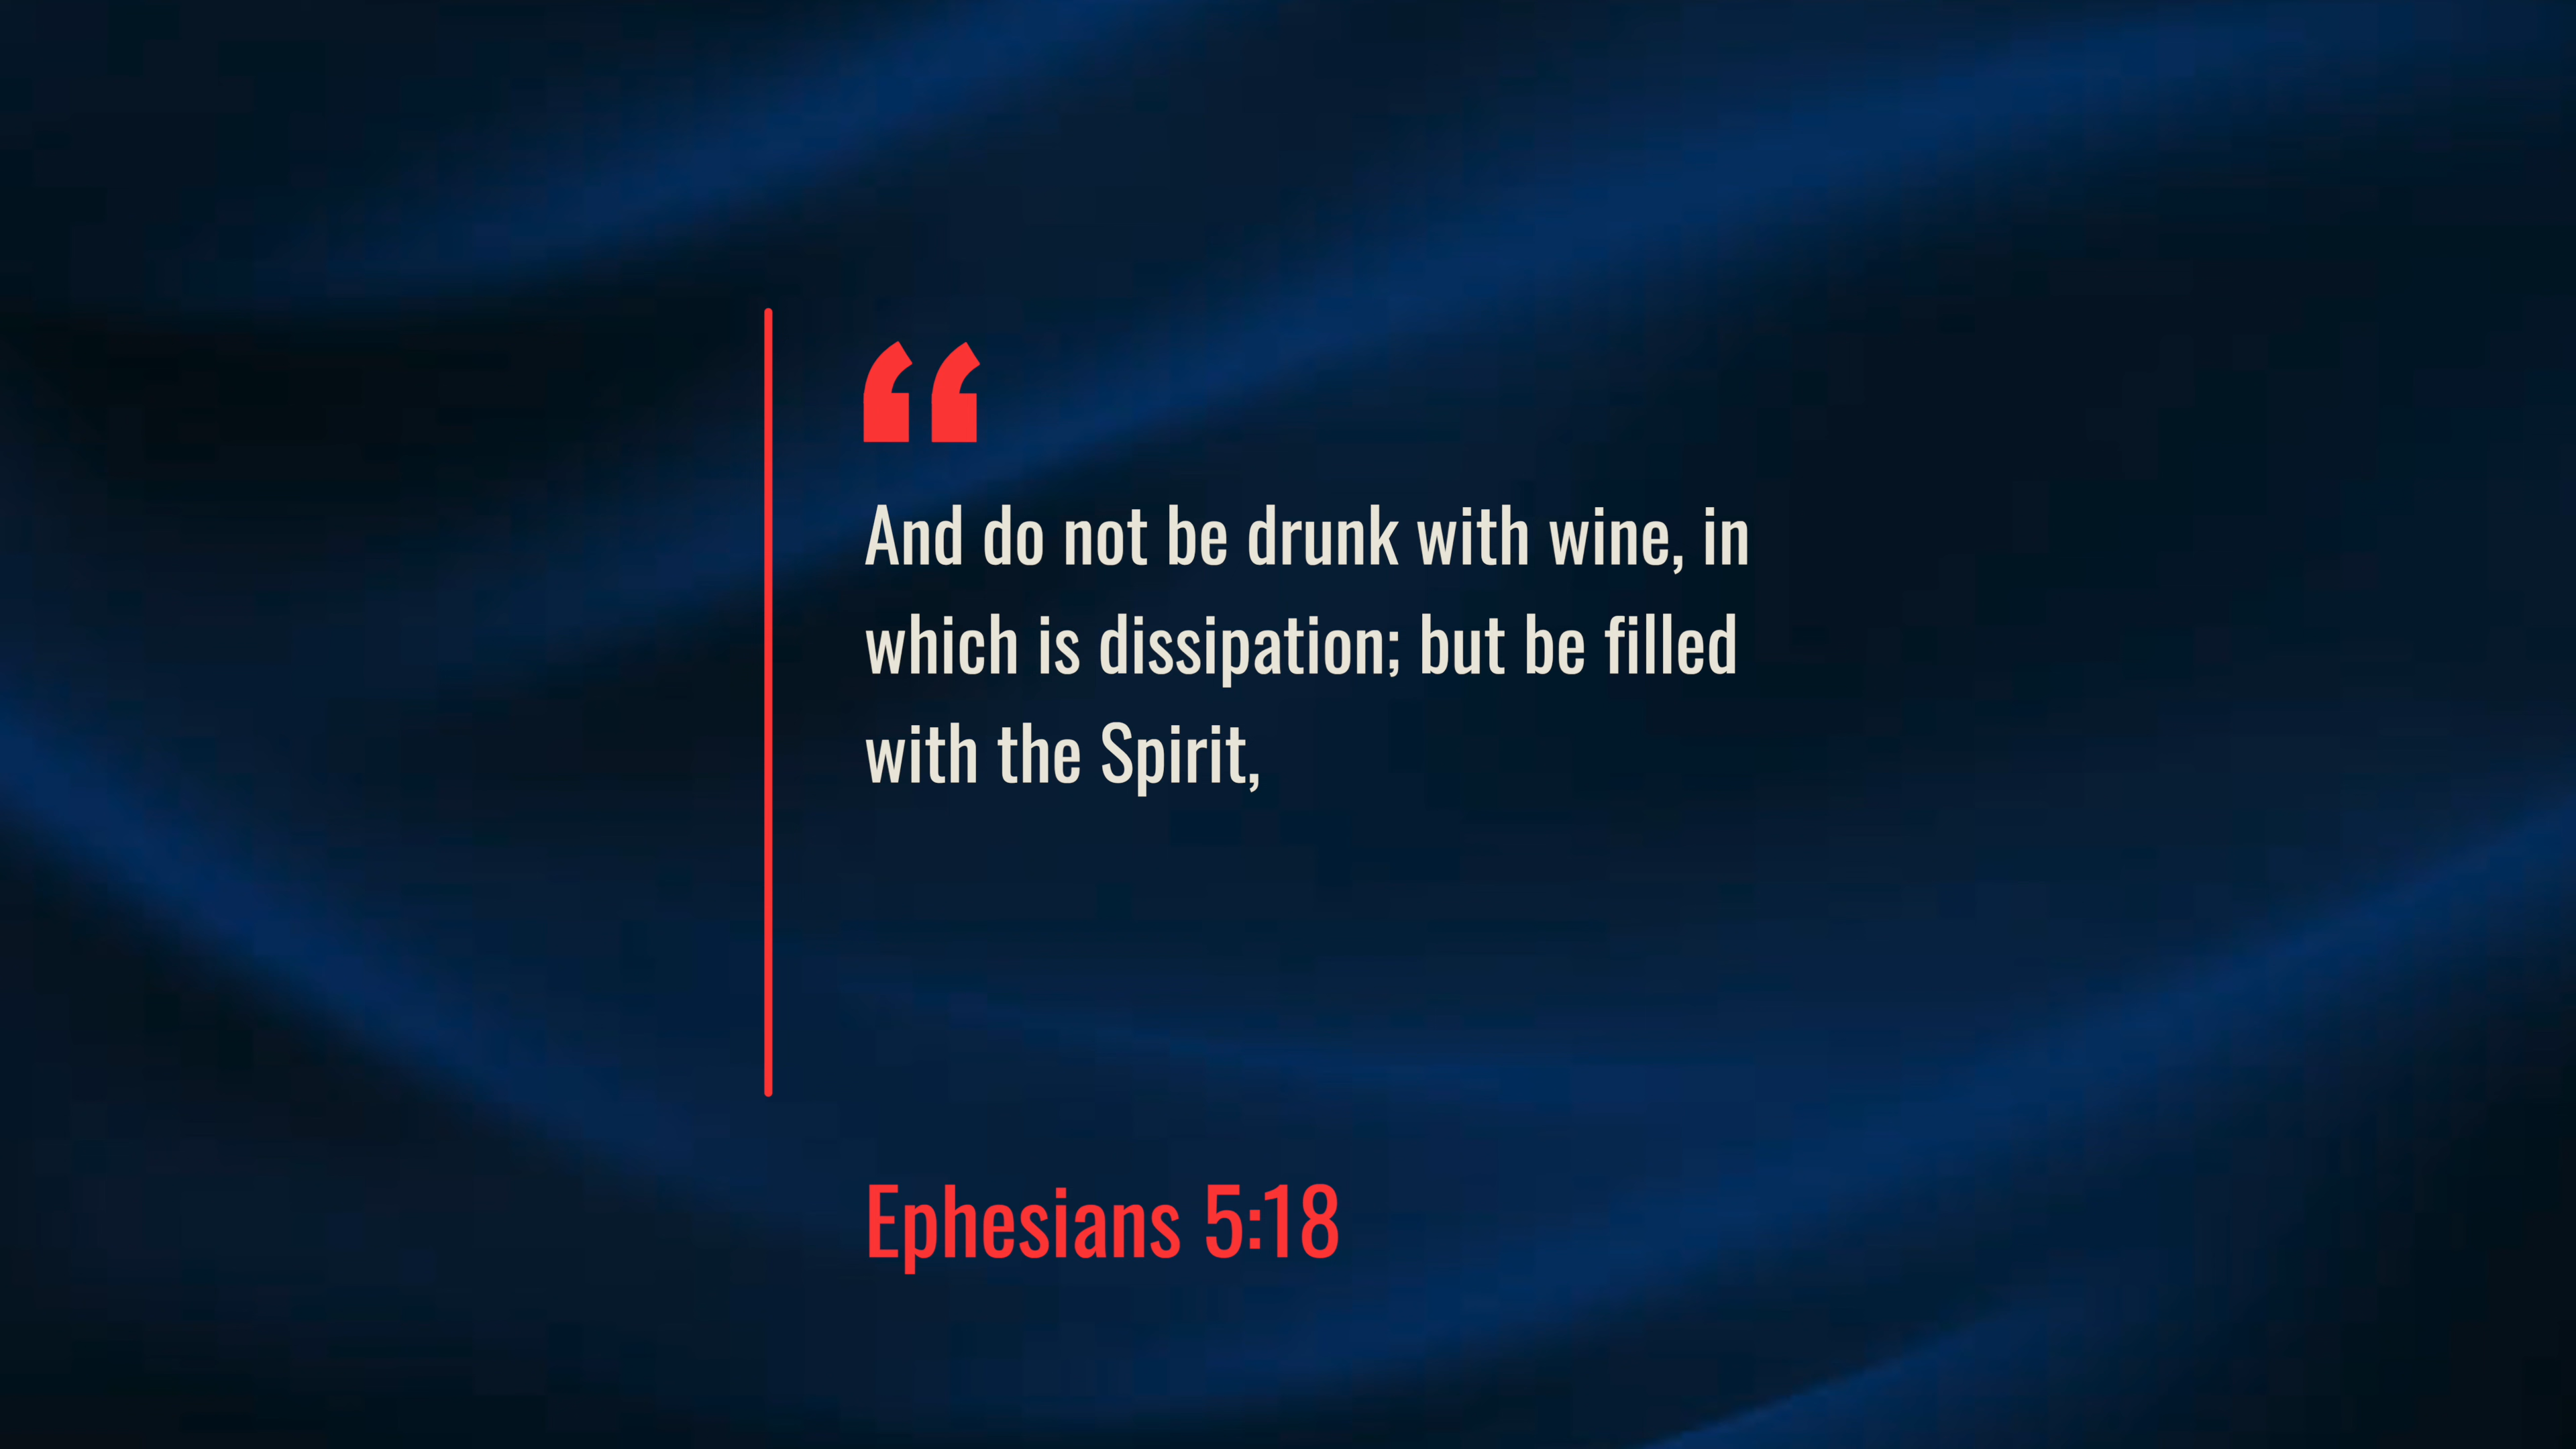 “
And do not be drunk with wine, in
which is dissipation; but be filled
with the Spirit,
Ephesians 5:18